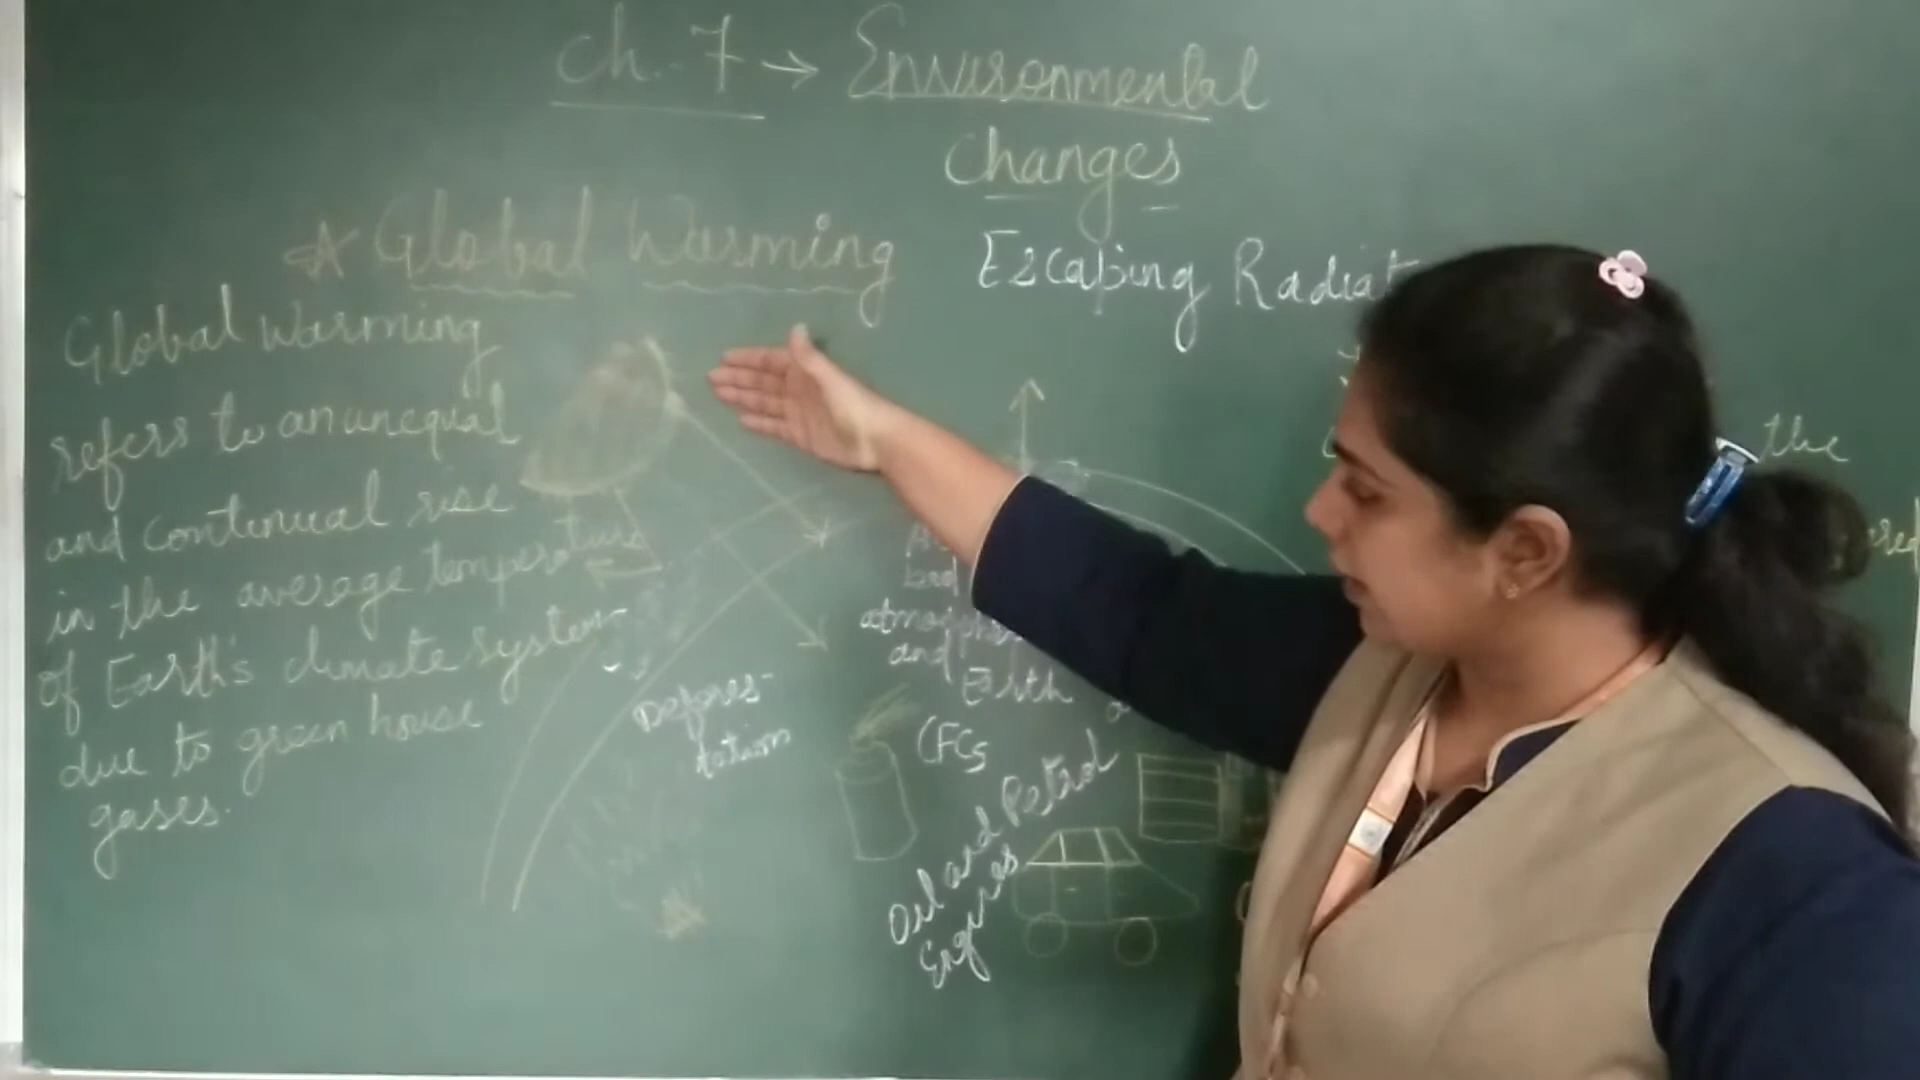 Ch. 7 → Environmental
Changes
Global Warming
Global warming
refers to an unequal
and continual rise
in the average temperature
of Earth's climate system
due to green house
gases.
Escaping Radiat
the
Defores-
tation
atmosphe
and
Earth
CFCs
Oil and Petrol
Engines